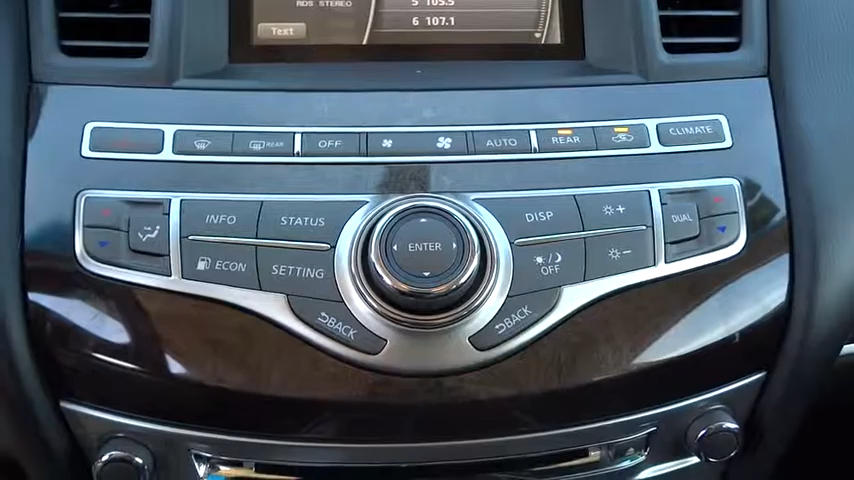 RDS STEREO
5 103.5
6 107.1
Text
REAR
OFF
AUTO
REAR
CLIMATE
INFO
STATUS
ENTER
DISP
DUAL
ECON
SETTING
OFF
BACK
BACK